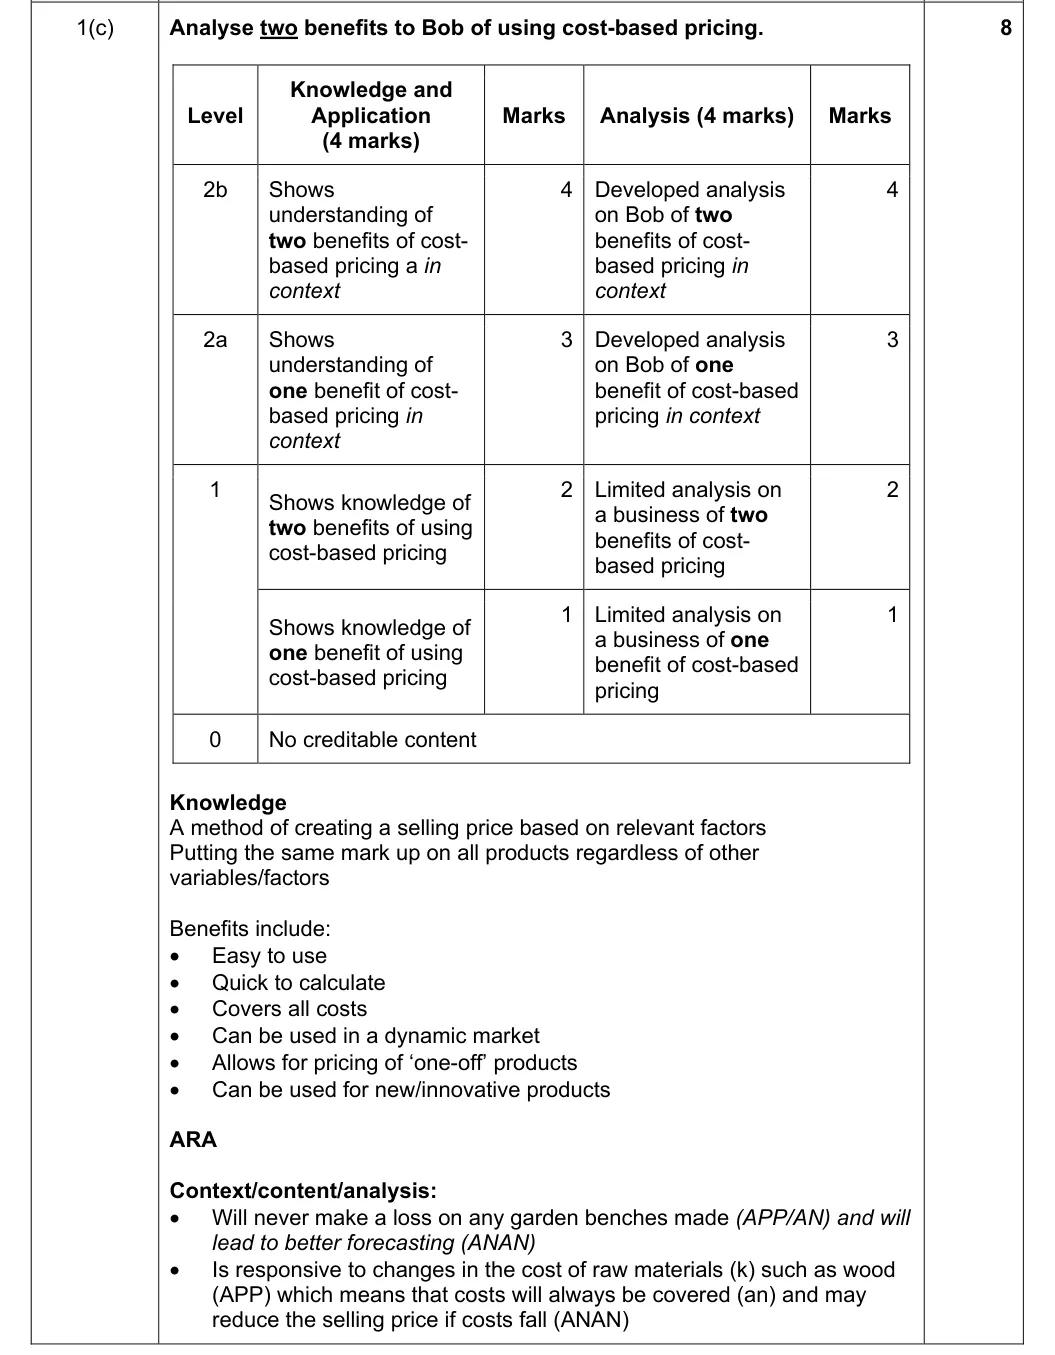 1(c)
Analyse two benefits to Bob of using cost-based pricing.
8
Level
Knowledge and
Application
(4 marks)
Marks
Analysis (4 marks)
Marks
2b
Shows
understanding of
two benefits of cost-
based pricing a in
context
4
Developed analysis
on Bob of two
benefits of cost-
based pricing in
context
4
2a
Shows
understanding of
one benefit of cost-
based pricing in
context
3
Developed analysis
on Bob of one
benefit of cost-based
pricing in context
3
1
Shows knowledge of
two benefits of using
cost-based pricing
2
Limited analysis on
a business of two
benefits of cost-
based pricing
2
Shows knowledge of
one benefit of using
cost-based pricing
1
Limited analysis on
a business of one
benefit of cost-based
pricing
1
0
No creditable content
Knowledge
A method of creating a selling price based on relevant factors
Putting the same mark up on all products regardless of other
variables/factors
Benefits include:
• Easy to use
• Quick to calculate
• Covers all costs
• Can be used in a dynamic market
• Allows for pricing of ‘one-off’ products
• Can be used for new/innovative products
ARA
Context/content/analysis:
• Will never make a loss on any garden benches made (APP/AN) and will
lead to better forecasting (ANAN)
• Is responsive to changes in the cost of raw materials (k) such as wood
(APP) which means that costs will always be covered (an) and may
reduce the selling price if costs fall (ANAN)